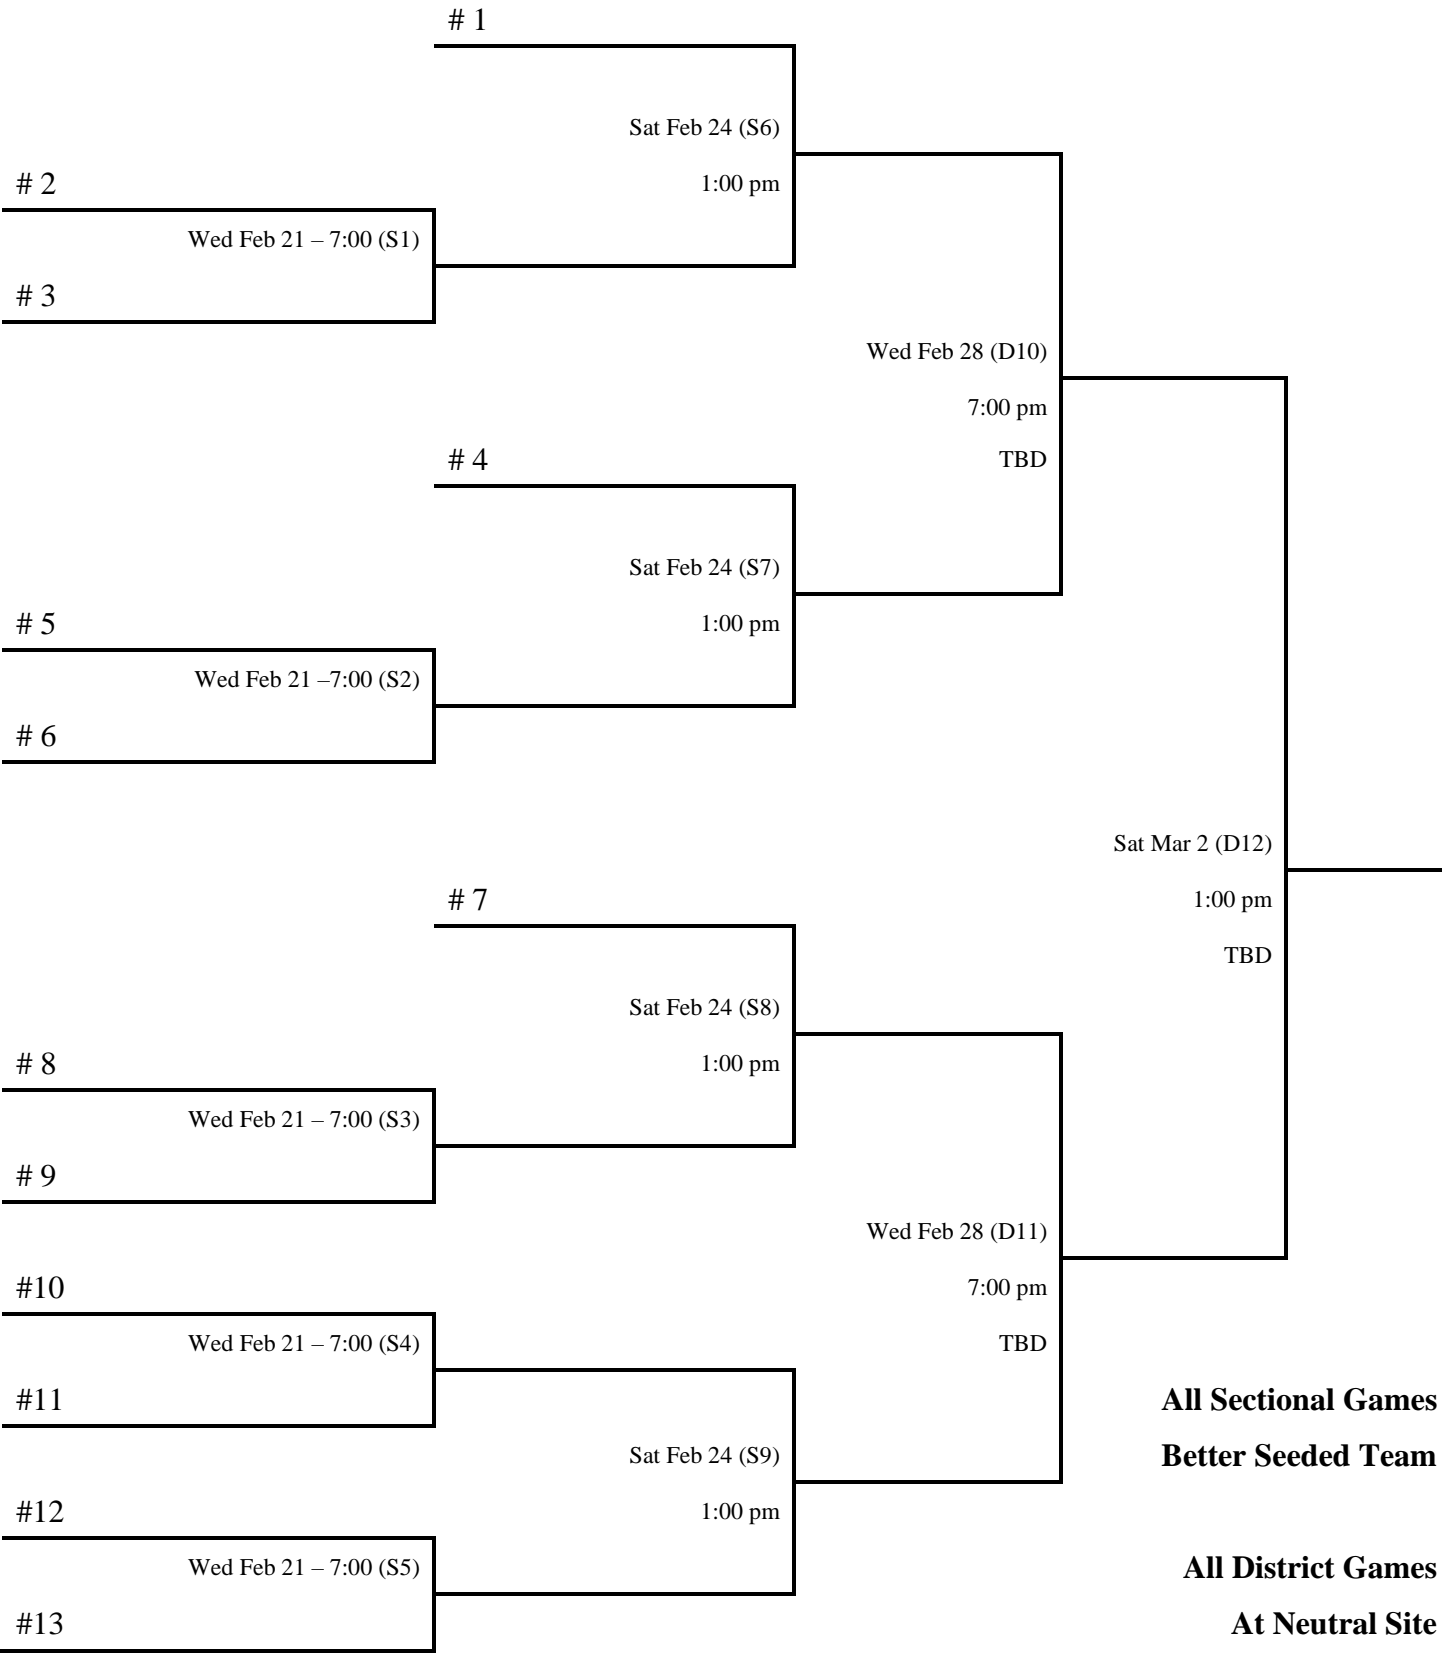 # 1
Sat Feb 24 (S6)
# 2
1:00 pm
Wed Feb 21 – 7:00 (S1)
# 3
Wed Feb 28 (D10)
7:00 pm
# 4
TBD
Sat Feb 24 (S7)
# 5
1:00 pm
Wed Feb 21 –7:00 (S2)
# 6
Sat Mar 2 (D12)
# 7
1:00 pm
TBD
Sat Feb 24 (S8)
# 8
1:00 pm
Wed Feb 21 – 7:00 (S3)
# 9
Wed Feb 28 (D11)
#10
7:00 pm
Wed Feb 21 – 7:00 (S4)
TBD
#11
All Sectional Games
Sat Feb 24 (S9)
Better Seeded Team
#12
1:00 pm
Wed Feb 21 – 7:00 (S5)
All District Games
#13
At Neutral Site